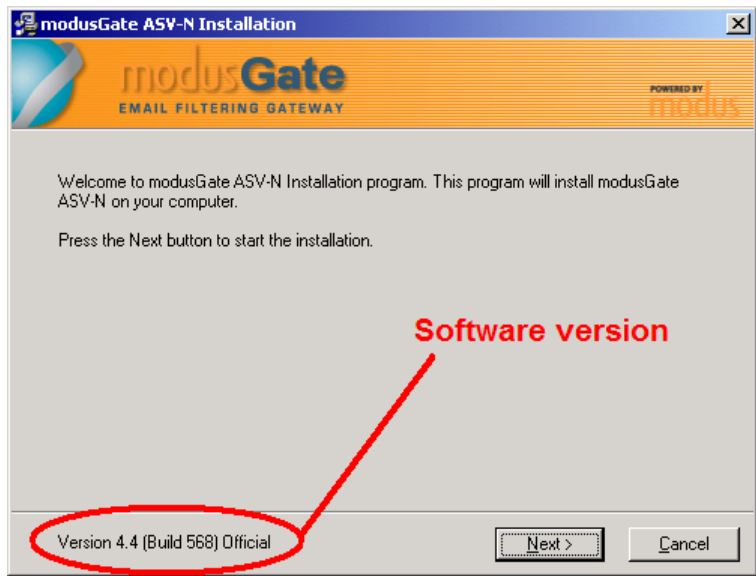 modusGate ASV-N Installation
modusGate
EMAIL FILTERING GATEWAY
POWERED BY
modus
Welcome to modusGate ASV-N Installation program. This program will install modusGate
ASV-N on your computer.
Press the Next button to start the installation.
Software version
Version 4.4 (Build 568) Official
Next >
Cancel